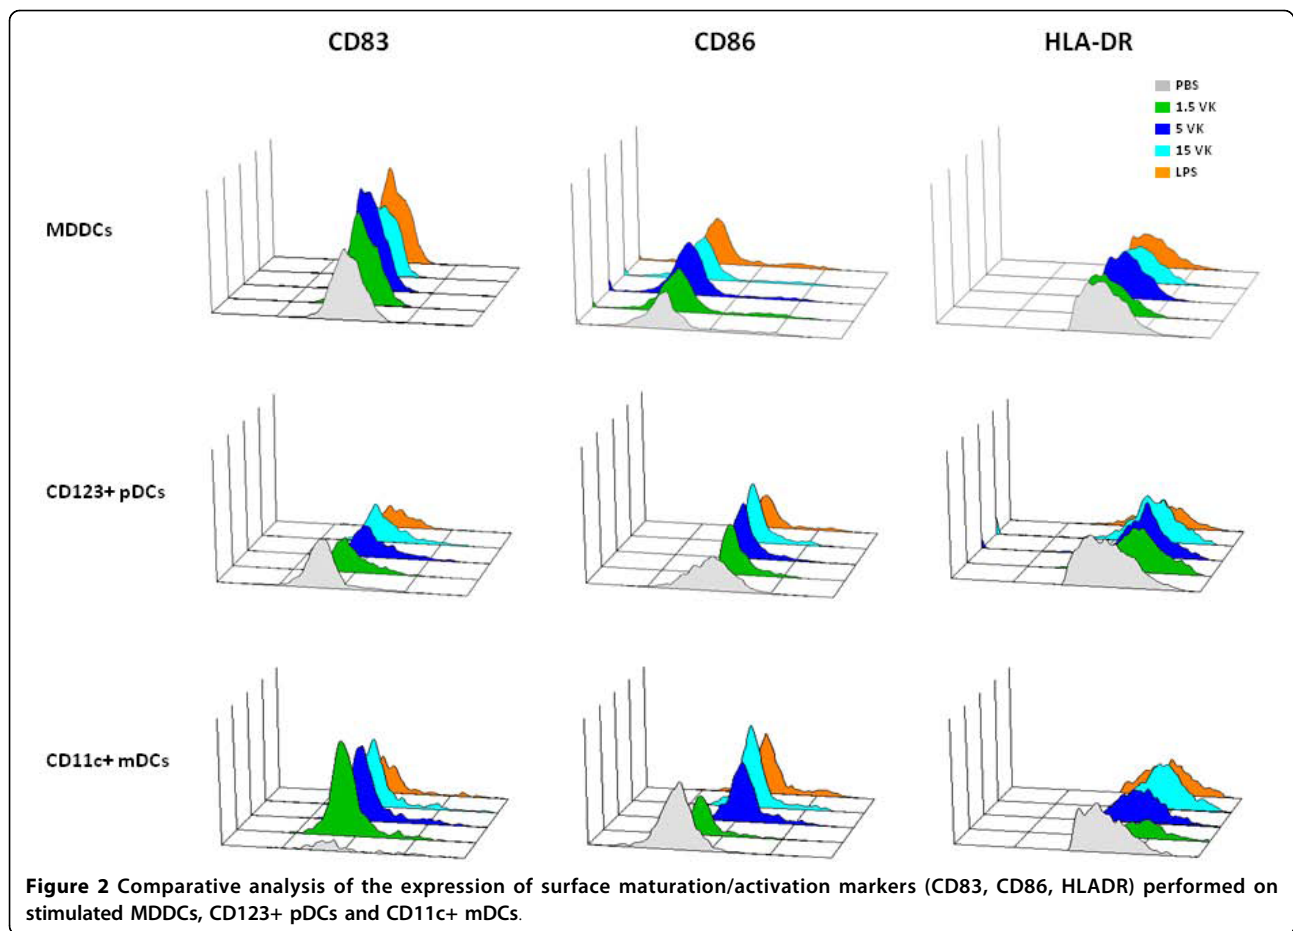 CD83 CD86 HLA-DR
PBS
1.5 VK
5 VK
15 VK
LPS
MDDCs
CD123+ pDCs
CD11c+ mDCs
Figure 2 Comparative analysis of the expression of surface maturation/activation markers (CD83, CD86, HLADR) performed on
stimulated MDDCs, CD123+ pDCs and CD11c+ mDCs.